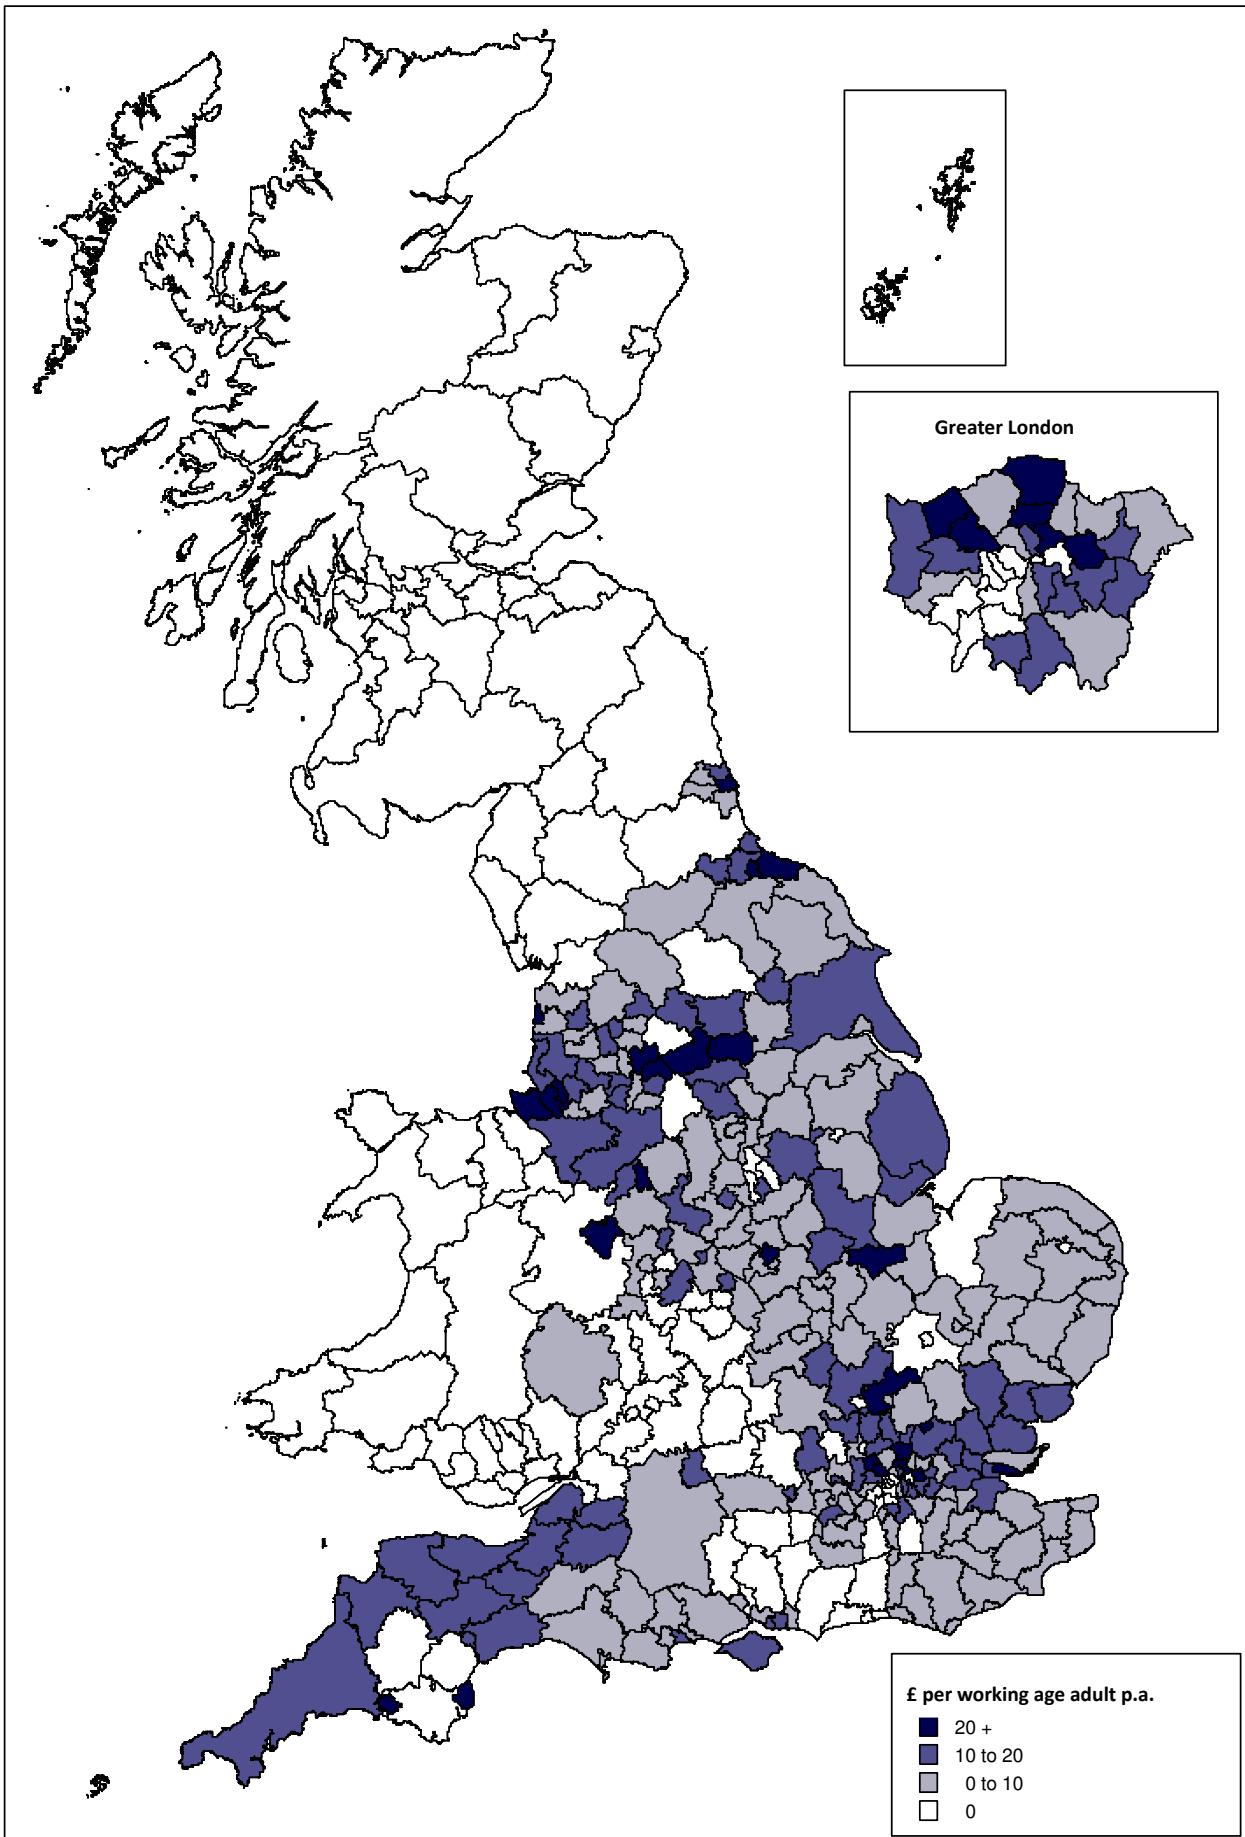 Greater London
£ per working age adult p.a.
20 +
10 to 20
0 to 10
0